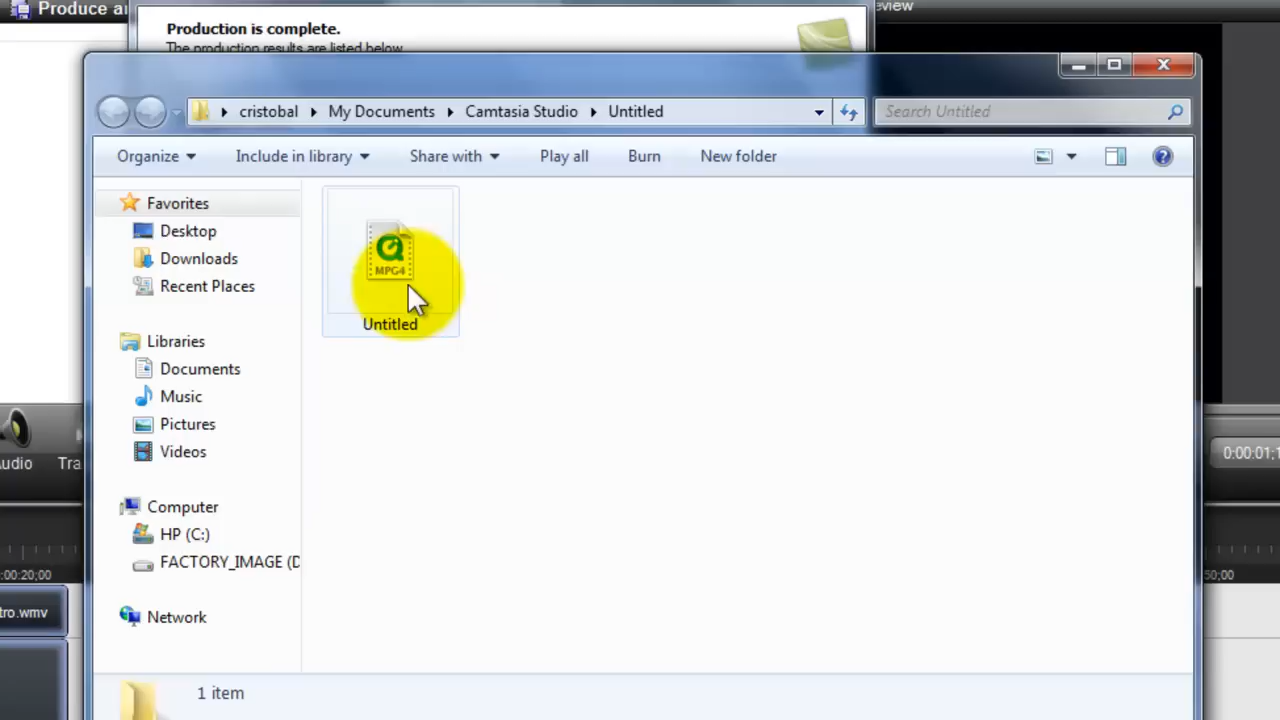 Produce a
eview
Production is complete.
The production results are listed below
cristobal
My Documents
Camtasia Studio
Untitled
Search Untitled
Organize
Include in library
Share with
Play all
Burn
New folder
Favorites
Desktop
Downloads
Recent Places
Libraries
Documents
Music
Pictures
Videos
Computer
HP (C:)
FACTORY_IMAGE (D
Network
MPG4
Untitled
udio
Tra
0:00:01;1
:00:20;00
50;00
tro.wmv
1 item